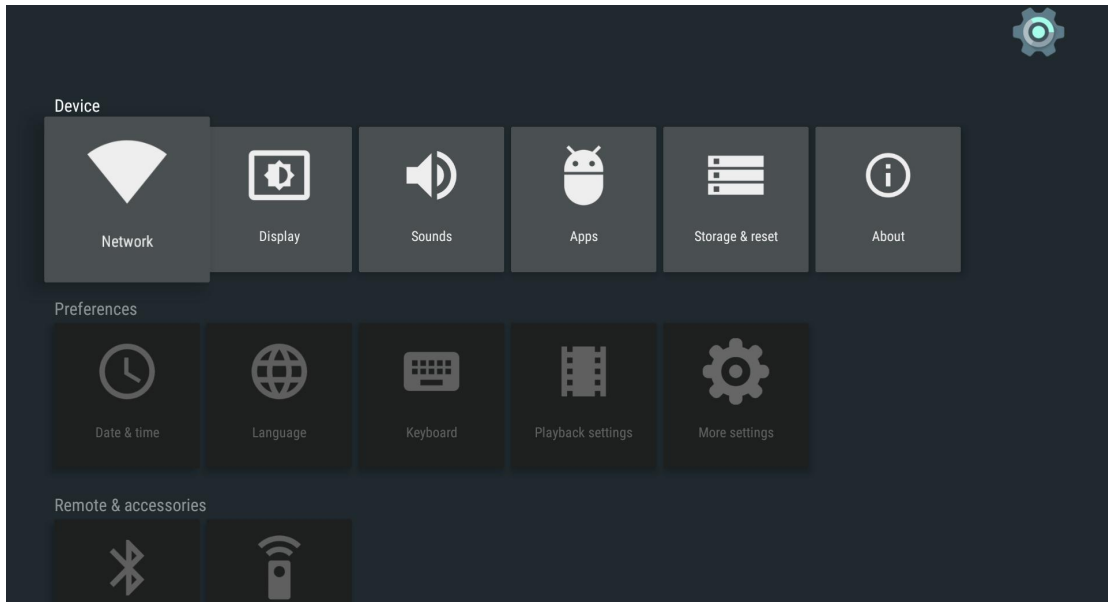 Device
Network
Display
Sounds
Apps
Storage & reset
About
Preferences
Date & time
Language
Keyboard
Playback settings
More settings
Remote & accessories